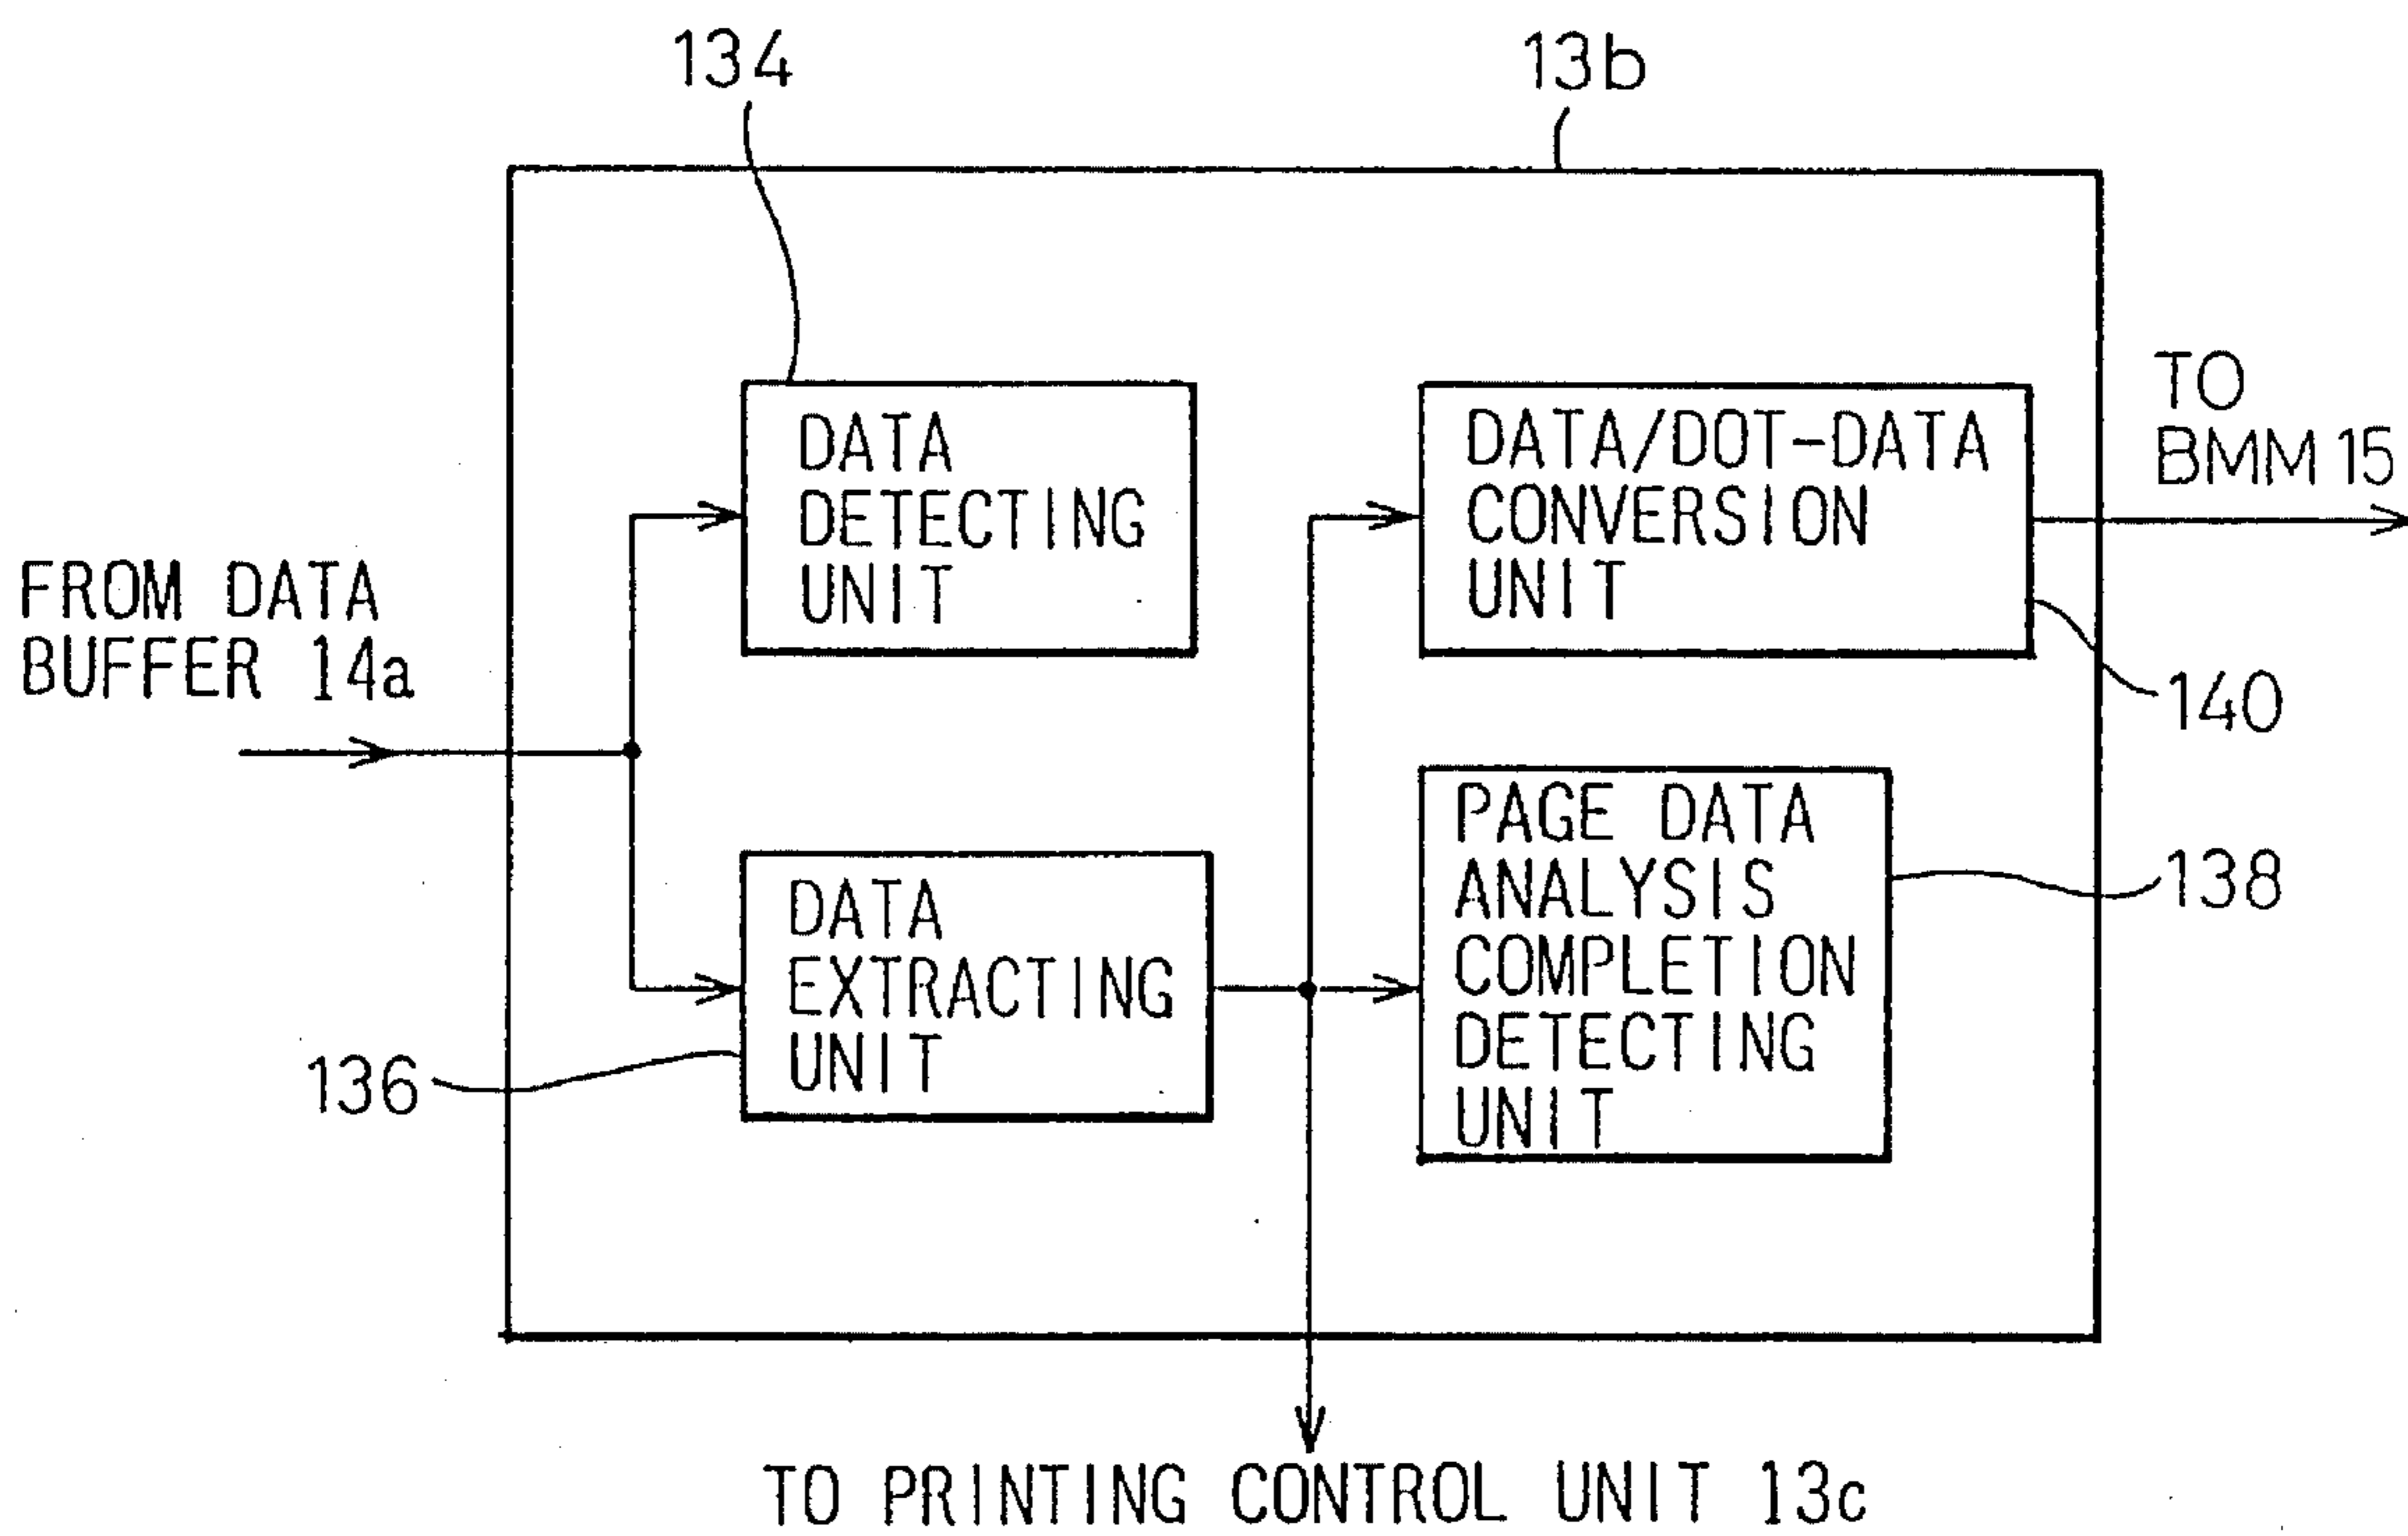 134
13b
DATA
DETECTING
UNIT
DATA/DOT-DATA
CONVERSION
UNIT
TO
BMM 15
FROM DATA
BUFFER 14a
140
DATA
EXTRACTING
UNIT
136
PAGE DATA
ANALYSIS
COMPLETION
DETECTING
UNIT
138
TO PRINTING CONTROL UNIT 13c